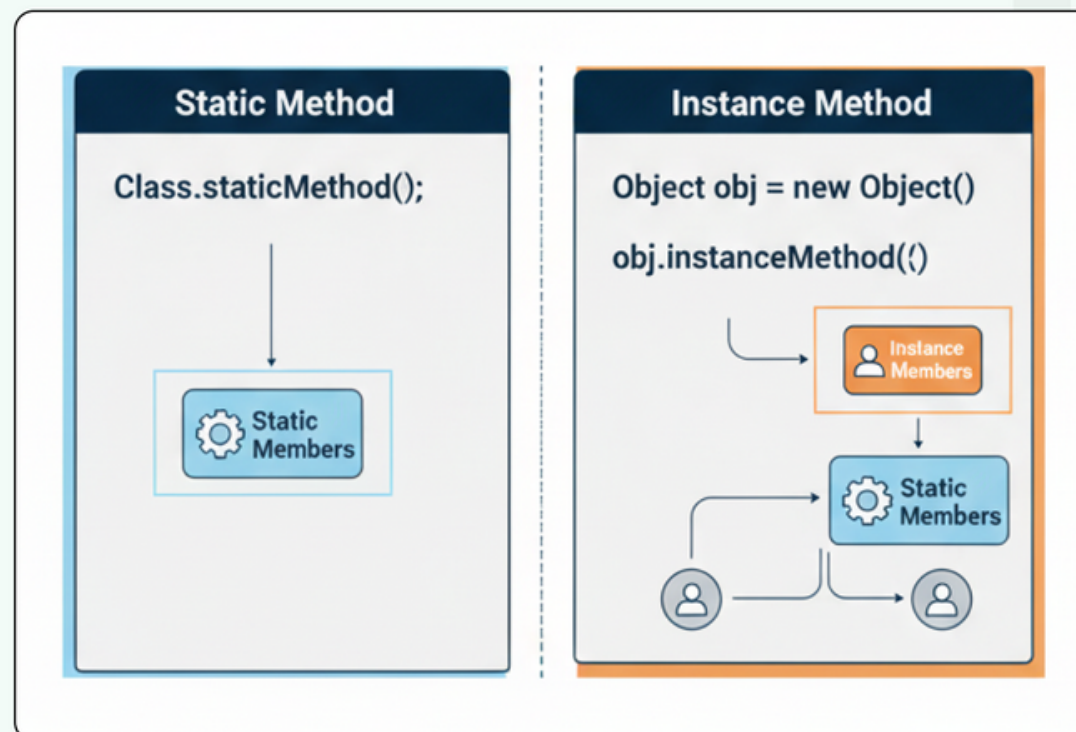 Static Method
Class.staticMethod();
Static
Members
Instance Method
Object obj = new Object()
obj.instanceMethod(()
Instance
Members
Static
Members